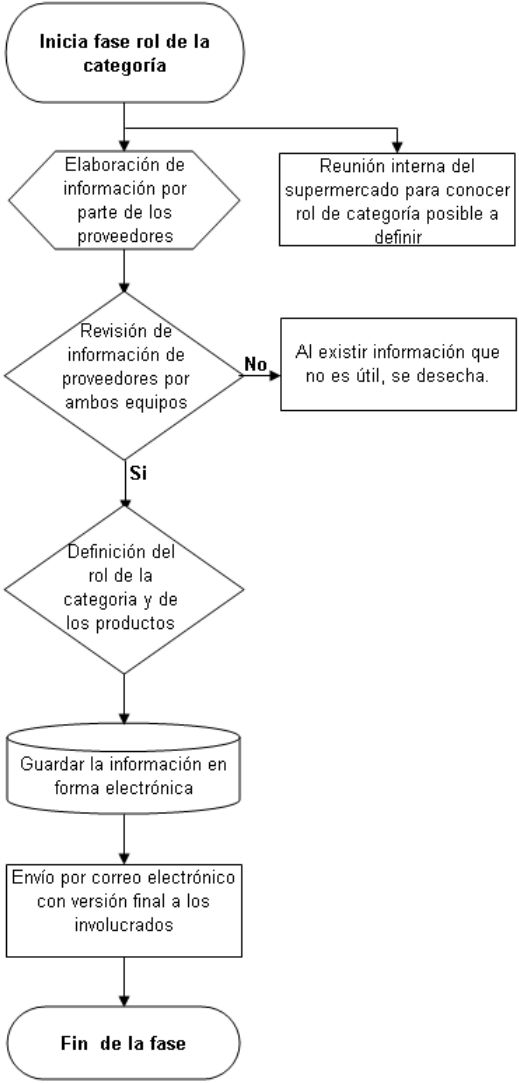 Inicia fase rol de la
categoría
Elaboración de
información por
parte de los
proveedores
Reunión interna del
supermercado para conocer
rol de categoría posible a
definir
Revisión de
información de
proveedores por
ambos equipos
No
Al existir información que
no es útil, se desecha.
Si
Definición del
rol de la
categoria y de
los productos
Guardar la información en
forma electrónica
Envío por correo electrónico
con versión final a los
involucrados
Fin de la fase